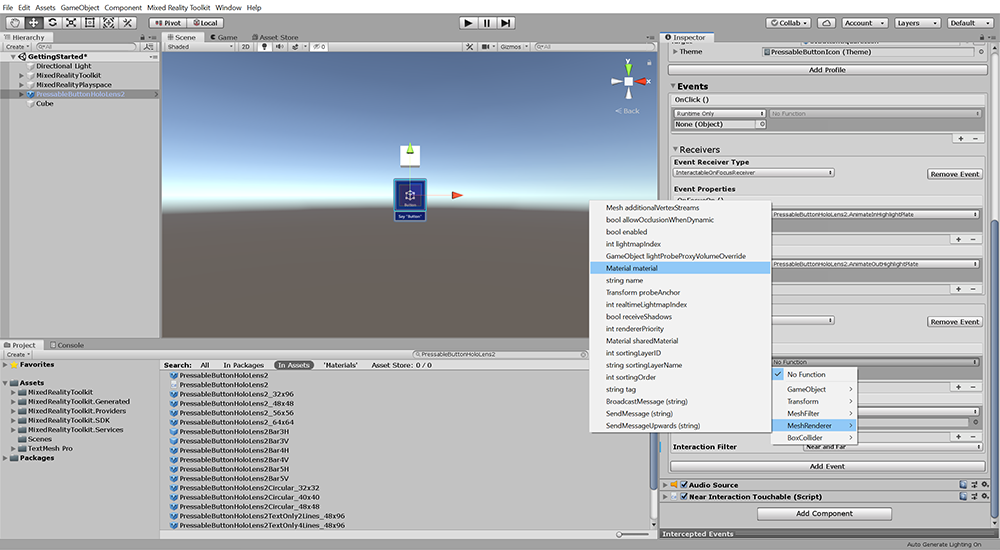 File Edit Assets GameObject Component Mixed Reality Toolkit Window Help
Pivot Local
Collab Account Layers Default
Hierarchy
Create All
GettingStarted*
Directional Light
MixedRealityToolkit
MixedRealityPlayspace
PressableButtonHoloLens2
Cube
Scene Game Asset Store
Shaded 2D 0 Gizmos All
y
x
Back
Button
Say "Button"
Inspector
Theme PressableButtonIcon (Theme)
Add Profile
Events
OnClick ()
Runtime Only No Function
None (Object)
+ −
Receivers
Event Receiver Type
InteractableOnFocusReceiver Remove Event
Event Properties
PressableButtonHoloLens2.AnimateInHighlightPlate
+ −
PressableButtonHoloLens2.AnimateOutHighlightPlate
+ −
Remove Event
No Function
+ −
+ −
Interaction Filter Near and Far
Add Event
Audio Source
Near Interaction Touchable (Script)
Add Component
Intercepted Events
Auto Generate Lighting On
Mesh additionalVertexStreams
bool allowOcclusionWhenDynamic
bool enabled
int lightmapIndex
GameObject lightProbeProxyVolumeOverride
Material material
string name
Transform probeAnchor
int realtimeLightmapIndex
bool receiveShadows
int rendererPriority
Material sharedMaterial
int sortingLayerID
string sortingLayerName
int sortingOrder
string tag
BroadcastMessage (string)
SendMessage (string)
SendMessageUpwards (string)
No Function
GameObject
Transform
MeshFilter
MeshRenderer
BoxCollider
Project Console
Create PressableButtonHoloLens2
Favorites
Assets
MixedRealityToolkit
MixedRealityToolkit.Generated
MixedRealityToolkit.Providers
MixedRealityToolkit.SDK
MixedRealityToolkit.Services
Scenes
TextMesh Pro
Packages
Search: All In Packages In Assets 'Materials' Asset Store: 0 / 0
PressableButtonHoloLens2
PressableButtonHoloLens2
PressableButtonHoloLens2_32x96
PressableButtonHoloLens2_48x48
PressableButtonHoloLens2_56x56
PressableButtonHoloLens2_64x64
PressableButtonHoloLens2Bar3H
PressableButtonHoloLens2Bar3V
PressableButtonHoloLens2Bar4H
PressableButtonHoloLens2Bar4V
PressableButtonHoloLens2Bar5H
PressableButtonHoloLens2Bar5V
PressableButtonHoloLens2Circular_32x32
PressableButtonHoloLens2Circular_40x40
PressableButtonHoloLens2Circular_48x48
PressableButtonHoloLens2TextOnly2Lines_48x96
PressableButtonHoloLens2TextOnly4Lines_48x96